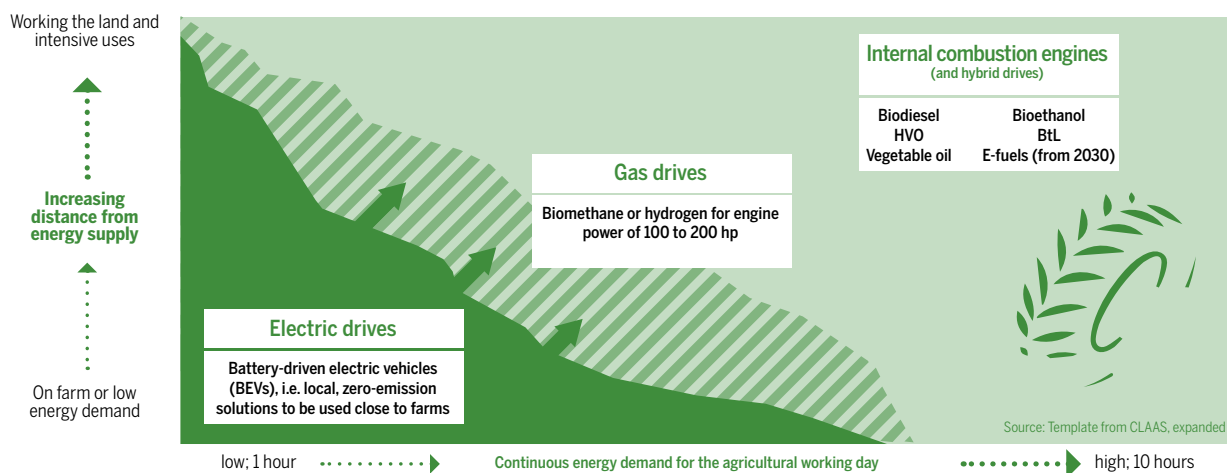 Working the land and
intensive uses
Increasing
distance from
energy supply
On farm or low
energy demand
Internal combustion engines
(and hybrid drives)
Biodiesel
HVO
Vegetable oil
Bioethanol
BtL
E-fuels (from 2030)
Gas drives
Biomethane or hydrogen for engine
power of 100 to 200 hp
Electric drives
Battery-driven electric vehicles
(BEVs), i.e. local, zero-emission
solutions to be used close to farms
Source: Template from CLAAS, expanded
low; 1 hour
Continuous energy demand for the agricultural working day
high; 10 hours